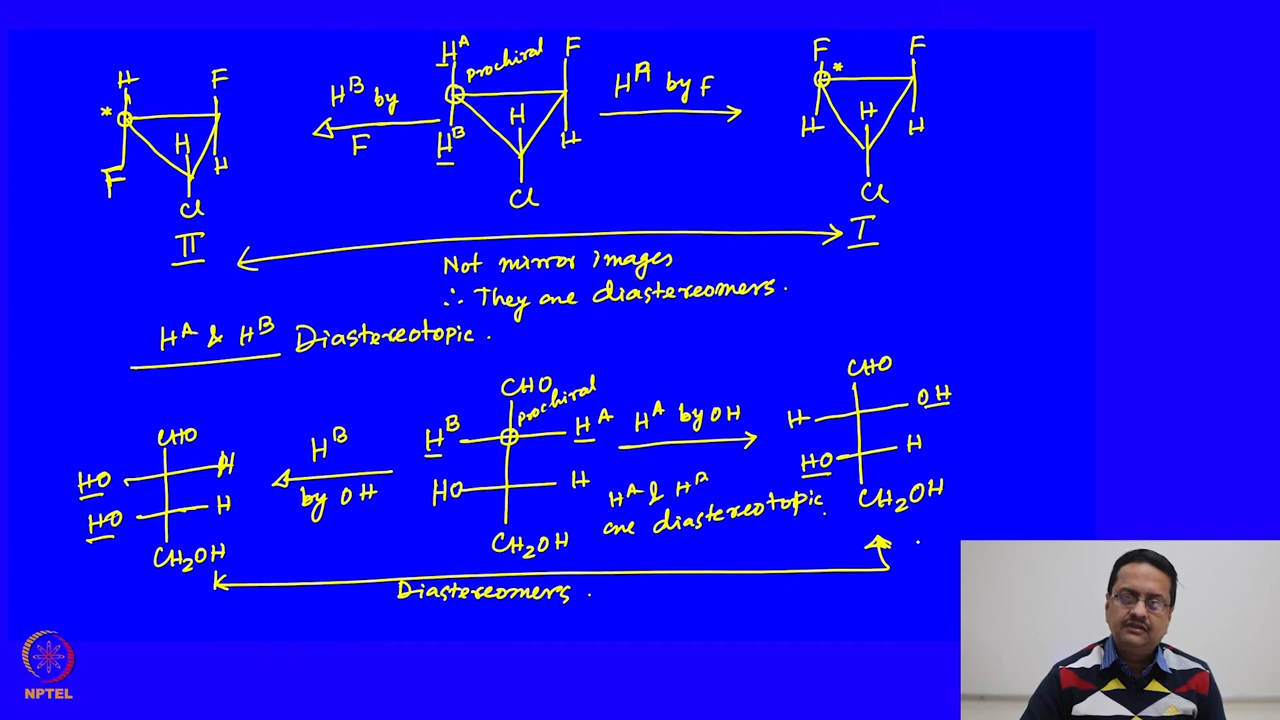 H F
*
H
H
F
Cl
II
H^B by
F
H^A F
prochiral
H
H^B H
Cl
H^A by F
F F
*
H
H H
Cl
I
Not mirror images
∴ They are diastereomers.
H^A & H^B Diastereotopic.
CHO
HO H
HO H
CH₂OH
H^B
by OH
CHO
prochiral
H^B H^A
HO H
CH₂OH
H^A by OH
H^A & H^B
are diastereotopic.
CHO
H OH
HO H
CH₂OH
Diastereomers.
NPTEL